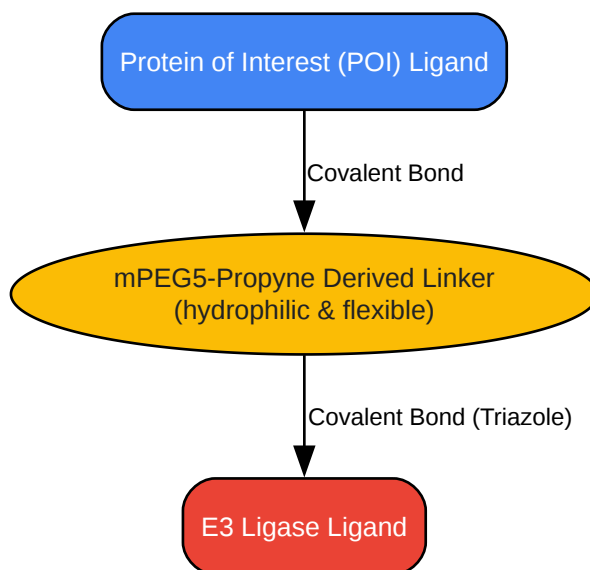 Protein of Interest (POI) Ligand
Covalent Bond
mPEG5-Propyne Derived Linker
(hydrophilic & flexible)
Covalent Bond (Triazole)
E3 Ligase Ligand